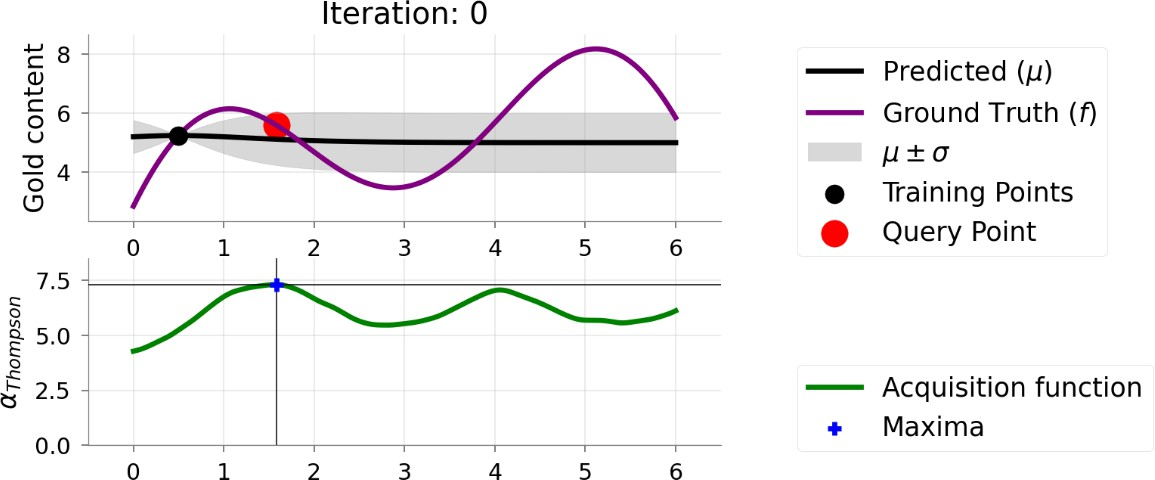 Iteration: 0
Gold content
8
6
4
0 1 2 3 4 5 6
Predicted (μ)
Ground Truth (f)
μ ± σ
Training Points
Query Point
α_Thompson
7.5
5.0
2.5
0.0
0 1 2 3 4 5 6
Acquisition function
Maxima